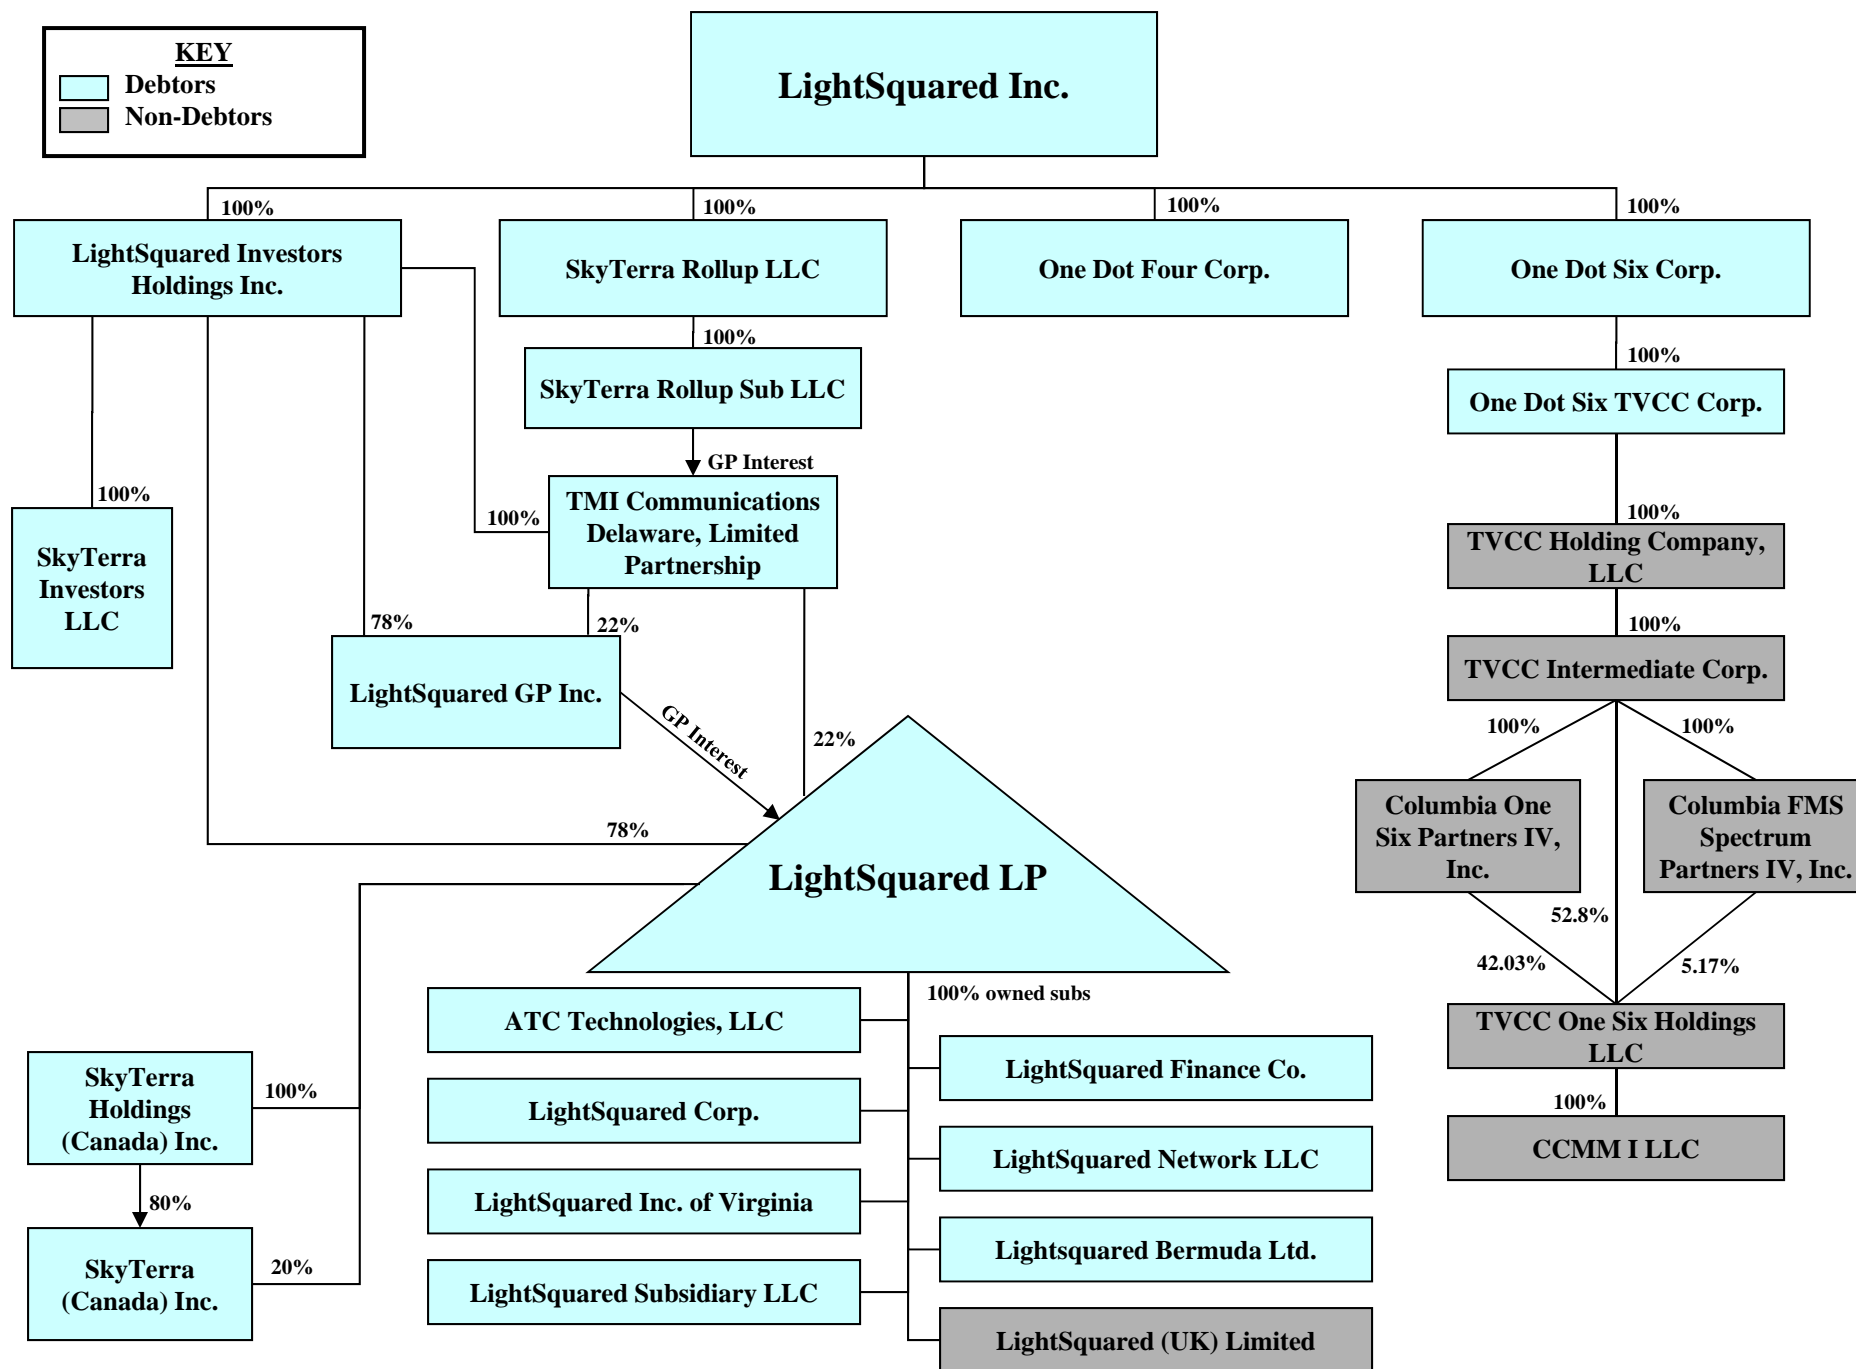 KEY
Debtors
Non-Debtors
LightSquared Inc.
100%
100%
100%
100%
LightSquared Investors
Holdings Inc.
SkyTerra Rollup LLC
One Dot Four Corp.
One Dot Six Corp.
100%
100%
SkyTerra Rollup Sub LLC
One Dot Six TVCC Corp.
GP Interest
100%
SkyTerra
Investors
LLC
100%
TMI Communications
Delaware, Limited
Partnership
100%
TVCC Holding Company,
LLC
78%
22%
100%
LightSquared GP Inc.
TVCC Intermediate Corp.
GP Interest
22%
100%
100%
78%
LightSquared LP
Columbia One
Six Partners IV,
Inc.
Columbia FMS
Spectrum
Partners IV, Inc.
52.8%
42.03%
5.17%
100% owned subs
TVCC One Six Holdings
LLC
100%
CCMM I LLC
ATC Technologies, LLC
LightSquared Finance Co.
SkyTerra
Holdings
(Canada) Inc.
100%
LightSquared Corp.
LightSquared Network LLC
80%
LightSquared Inc. of Virginia
Lightsquared Bermuda Ltd.
SkyTerra
(Canada) Inc.
20%
LightSquared Subsidiary LLC
LightSquared (UK) Limited